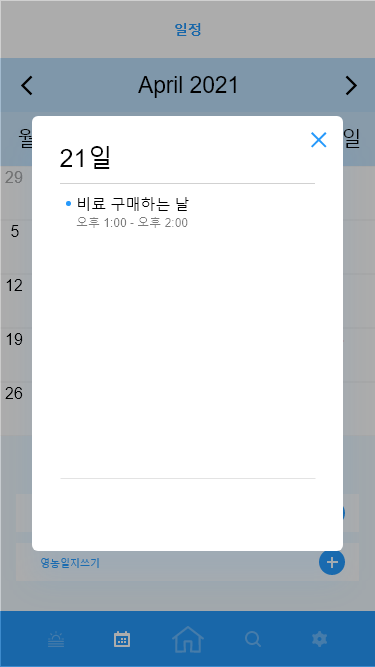 일정
April 2021
월
일
21일
비료 구매하는 날
오후 1:00 - 오후 2:00
29
5
12
19
26
영농일지쓰기